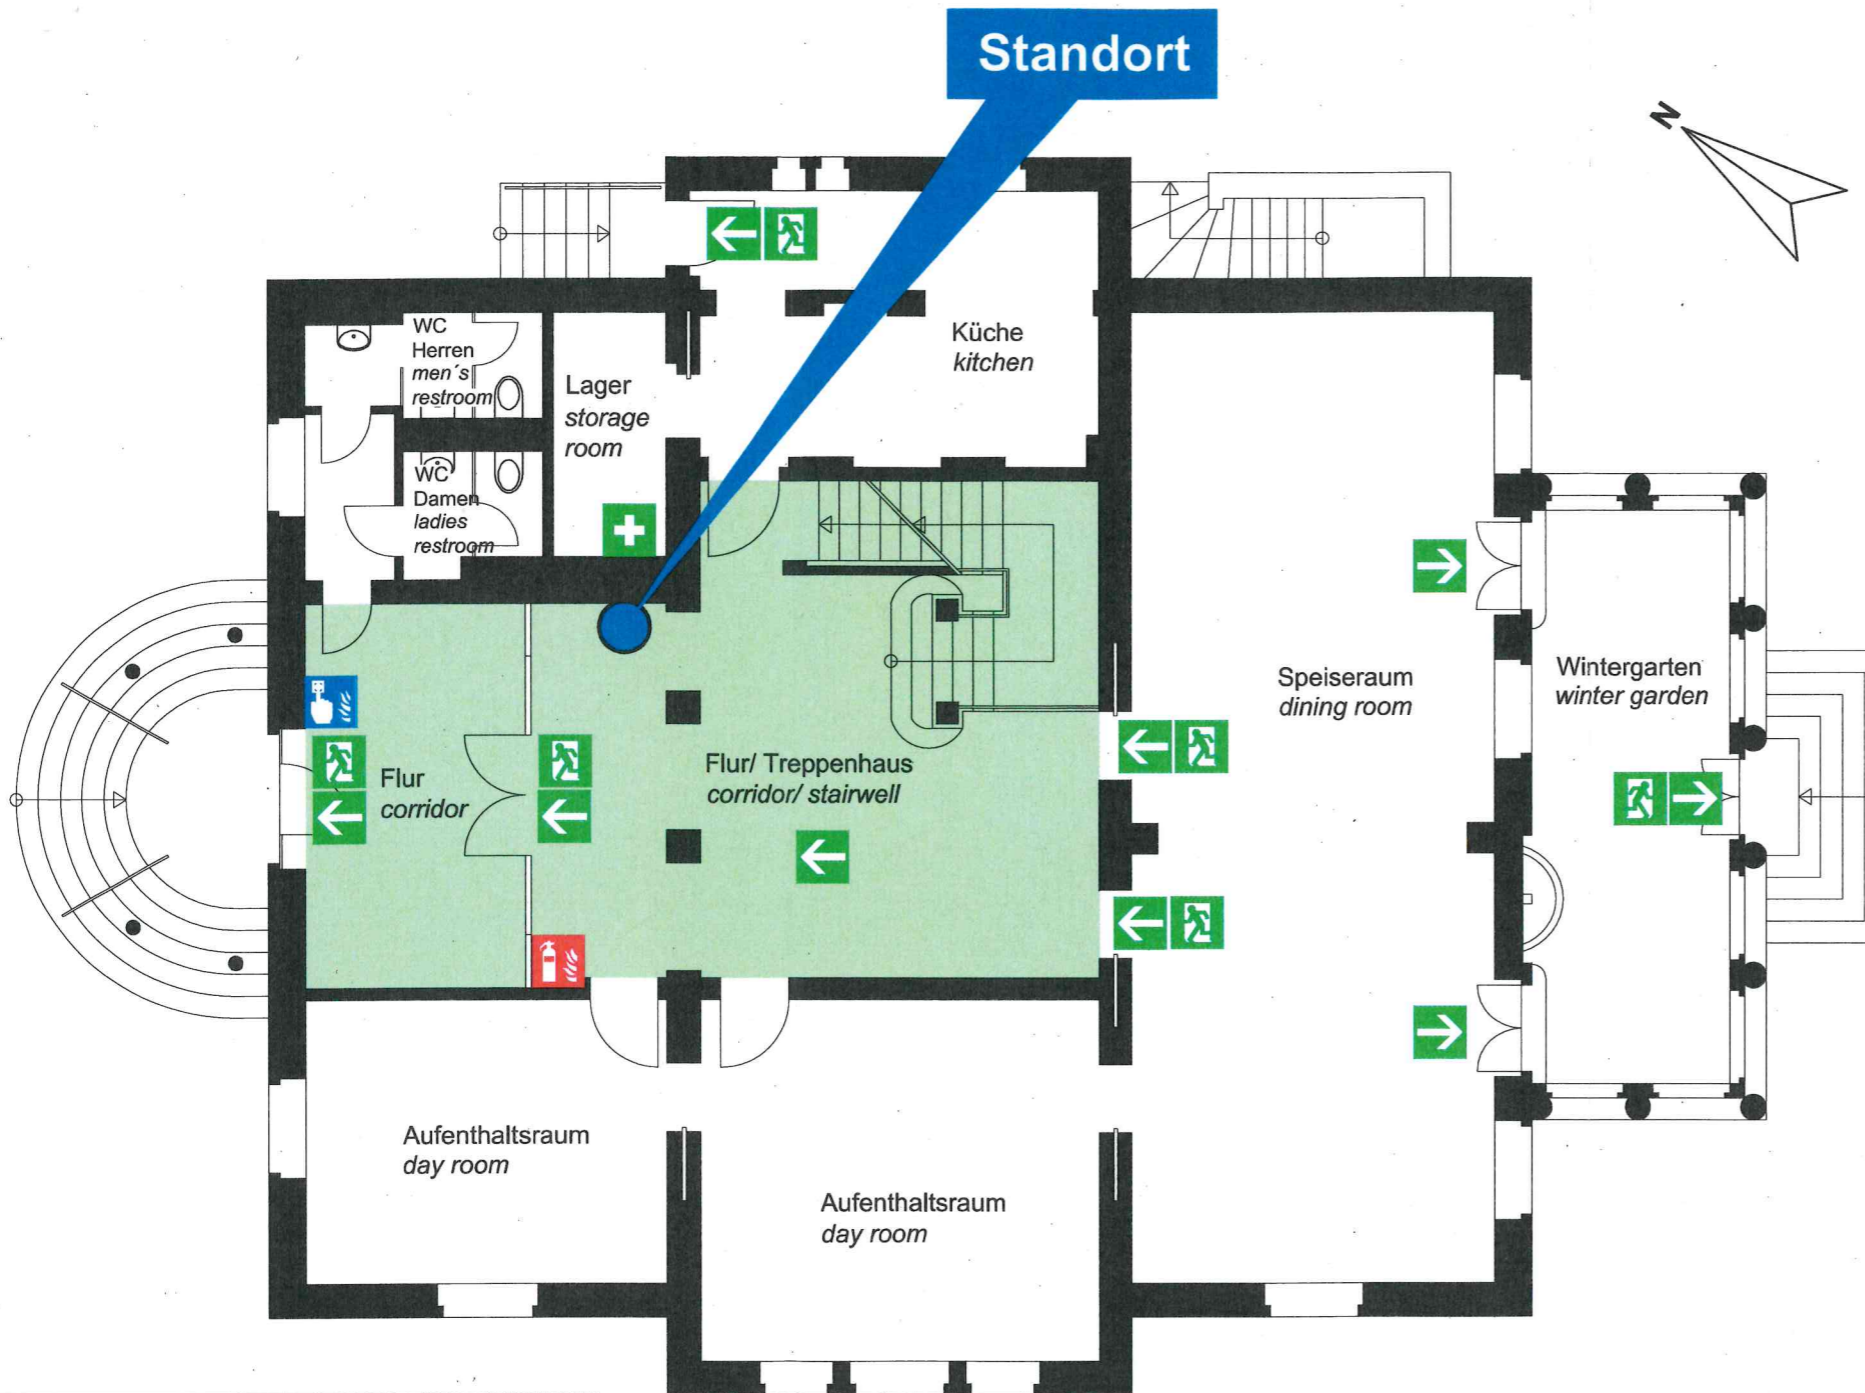 Standort
N
WC
Herren
men´s
restroom
Lager
storage
room
Küche
kitchen
WC
Damen
ladies
restroom
Speiseraum
dining room
Wintergarten
winter garden
Flur
corridor
Flur/ Treppenhaus
corridor/ stairwell
Aufenthaltsraum
day room
Aufenthaltsraum
day room